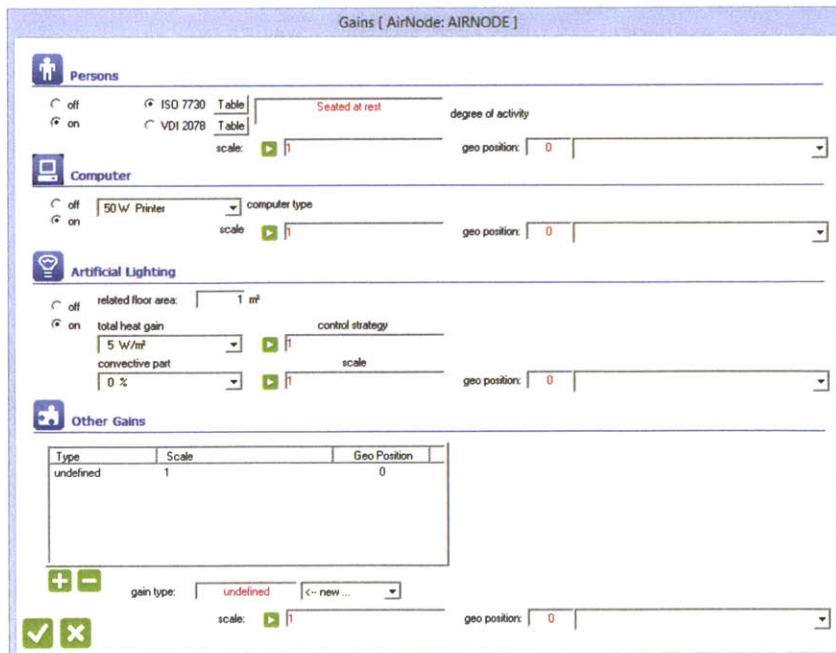 Gains [ AirNode: AIRNODE ]
Persons
off ISO 7730 Table Seated at rest degree of activity
on VDI 2078 Table
scale: 1 geo position: 0
Computer
off 50 W Printer computer type
on
scale 1 geo position: 0
Artificial Lighting
off related floor area: 1 m²
on total heat gain control strategy
5 W/m² 1
convective part scale
0 % 1 geo position: 0
Other Gains
Type Scale Geo Position
undefined 1 0
gain type: undefined <-- new ...
scale: 1 geo position: 0